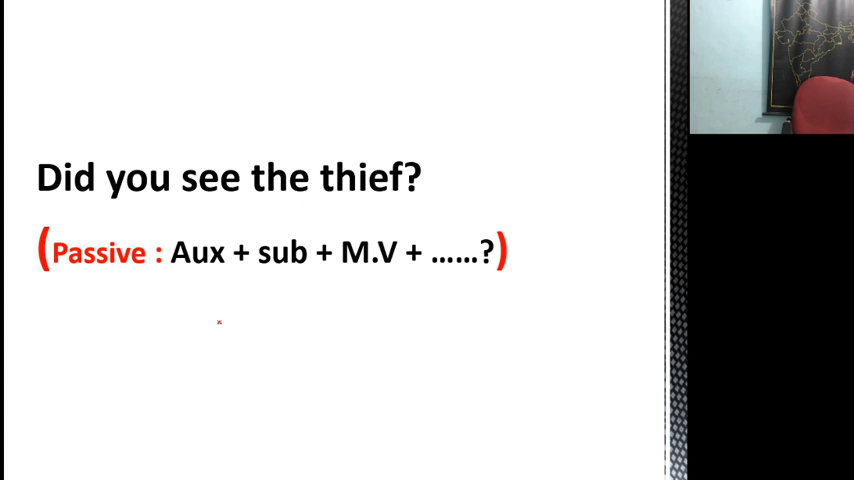 Did you see the thief?
(Passive : Aux + sub + M.V + ......?)